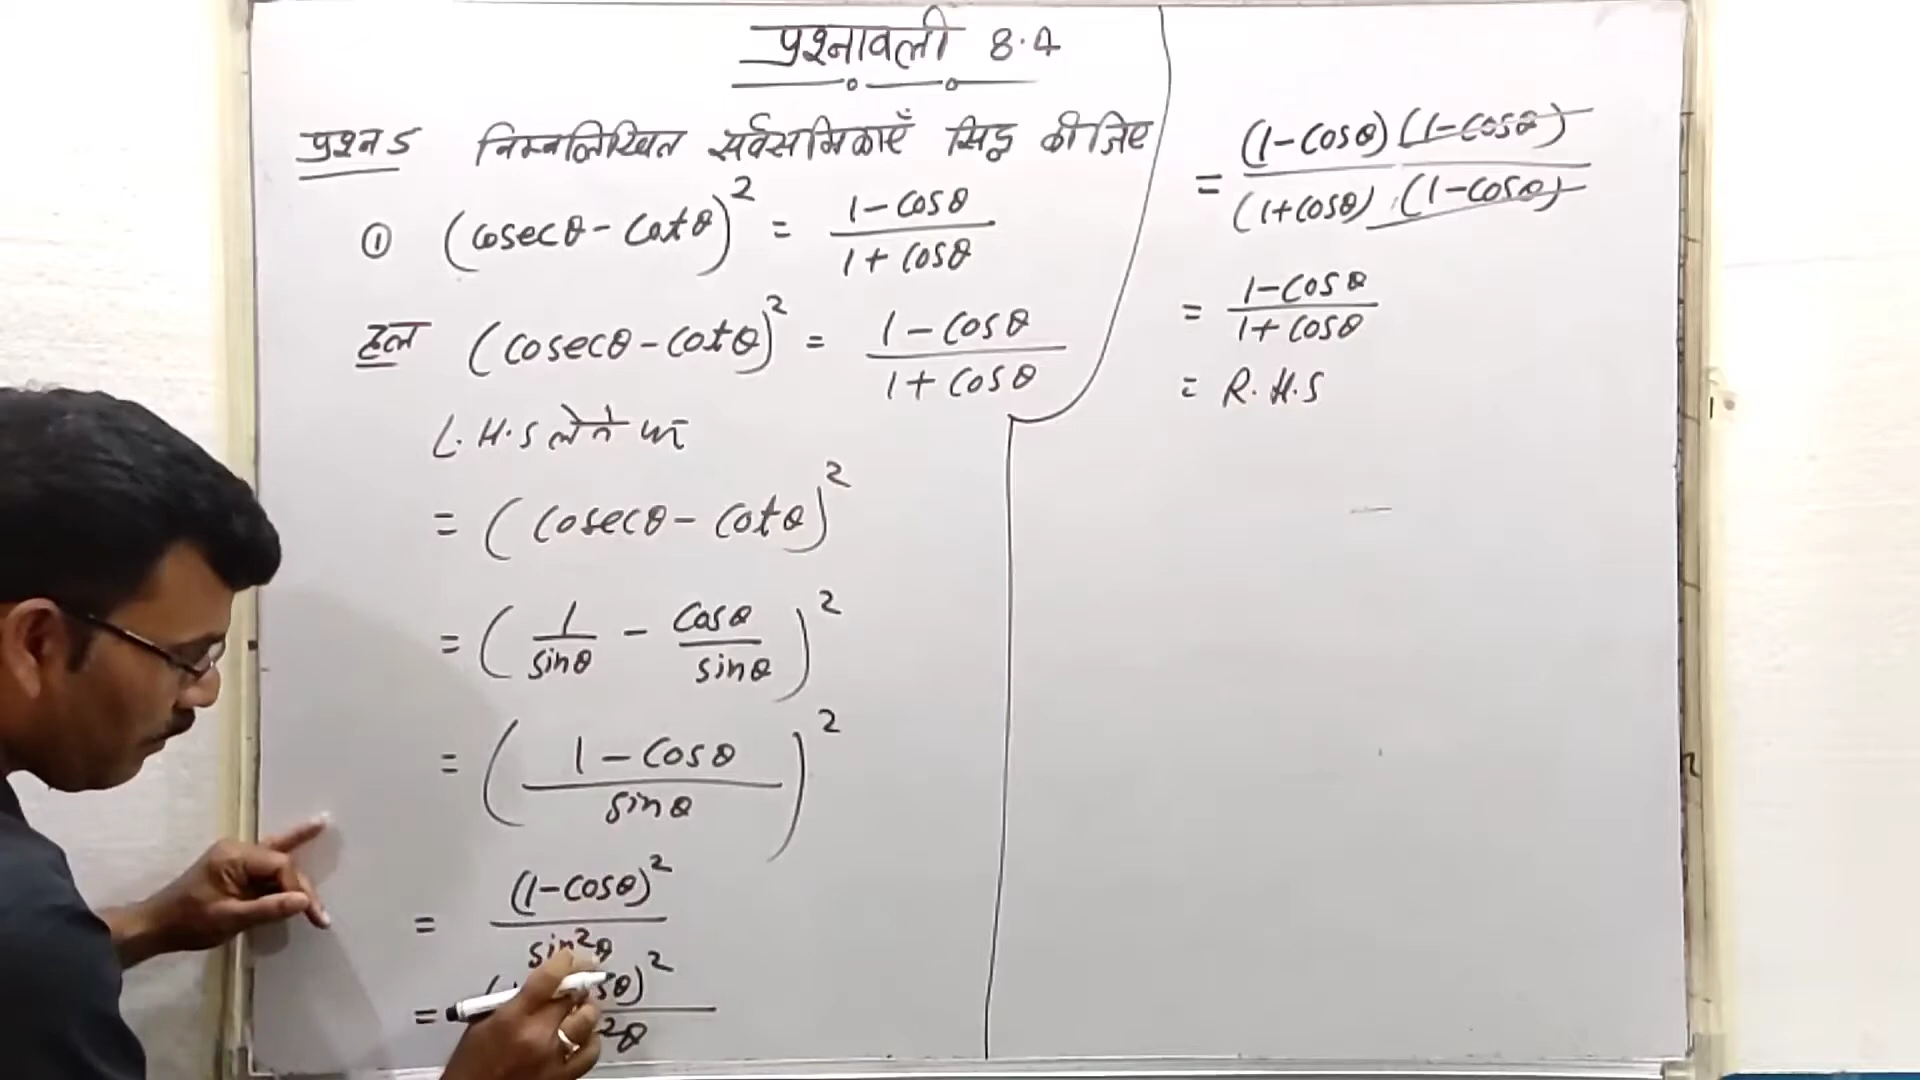 प्रश्नावली 8.4
प्रश्न 5 निम्नलिखित सर्वसमिकाएँ सिद्ध कीजिए
① (cosecθ - cotθ)² = (1 - cosθ) / (1 + cosθ)
हल (cosecθ - cotθ)² = (1 - cosθ) / (1 + cosθ)
L.H.S लेने पर
= (cosecθ - cotθ)²
= (1/sinθ - cosθ/sinθ)²
= ((1 - cosθ) / sinθ)²
= (1 - cosθ)² / sin²θ
=
= (1 - cosθ)(1 - cosθ) / (1 + cosθ).(1 - cosθ)
= (1 - cosθ) / (1 + cosθ)
= R.H.S